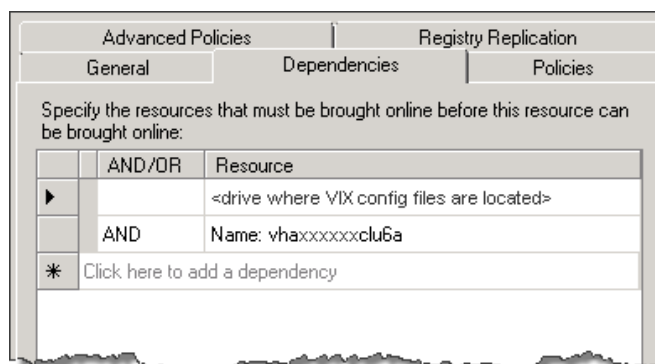 Advanced Policies Registry Replication
General Dependencies Policies
Specify the resources that must be brought online before this resource can
be brought online:
AND/OR Resource
<drive where VIX config files are located>
AND Name: vhaxxxxxxclu6a
Click here to add a dependency